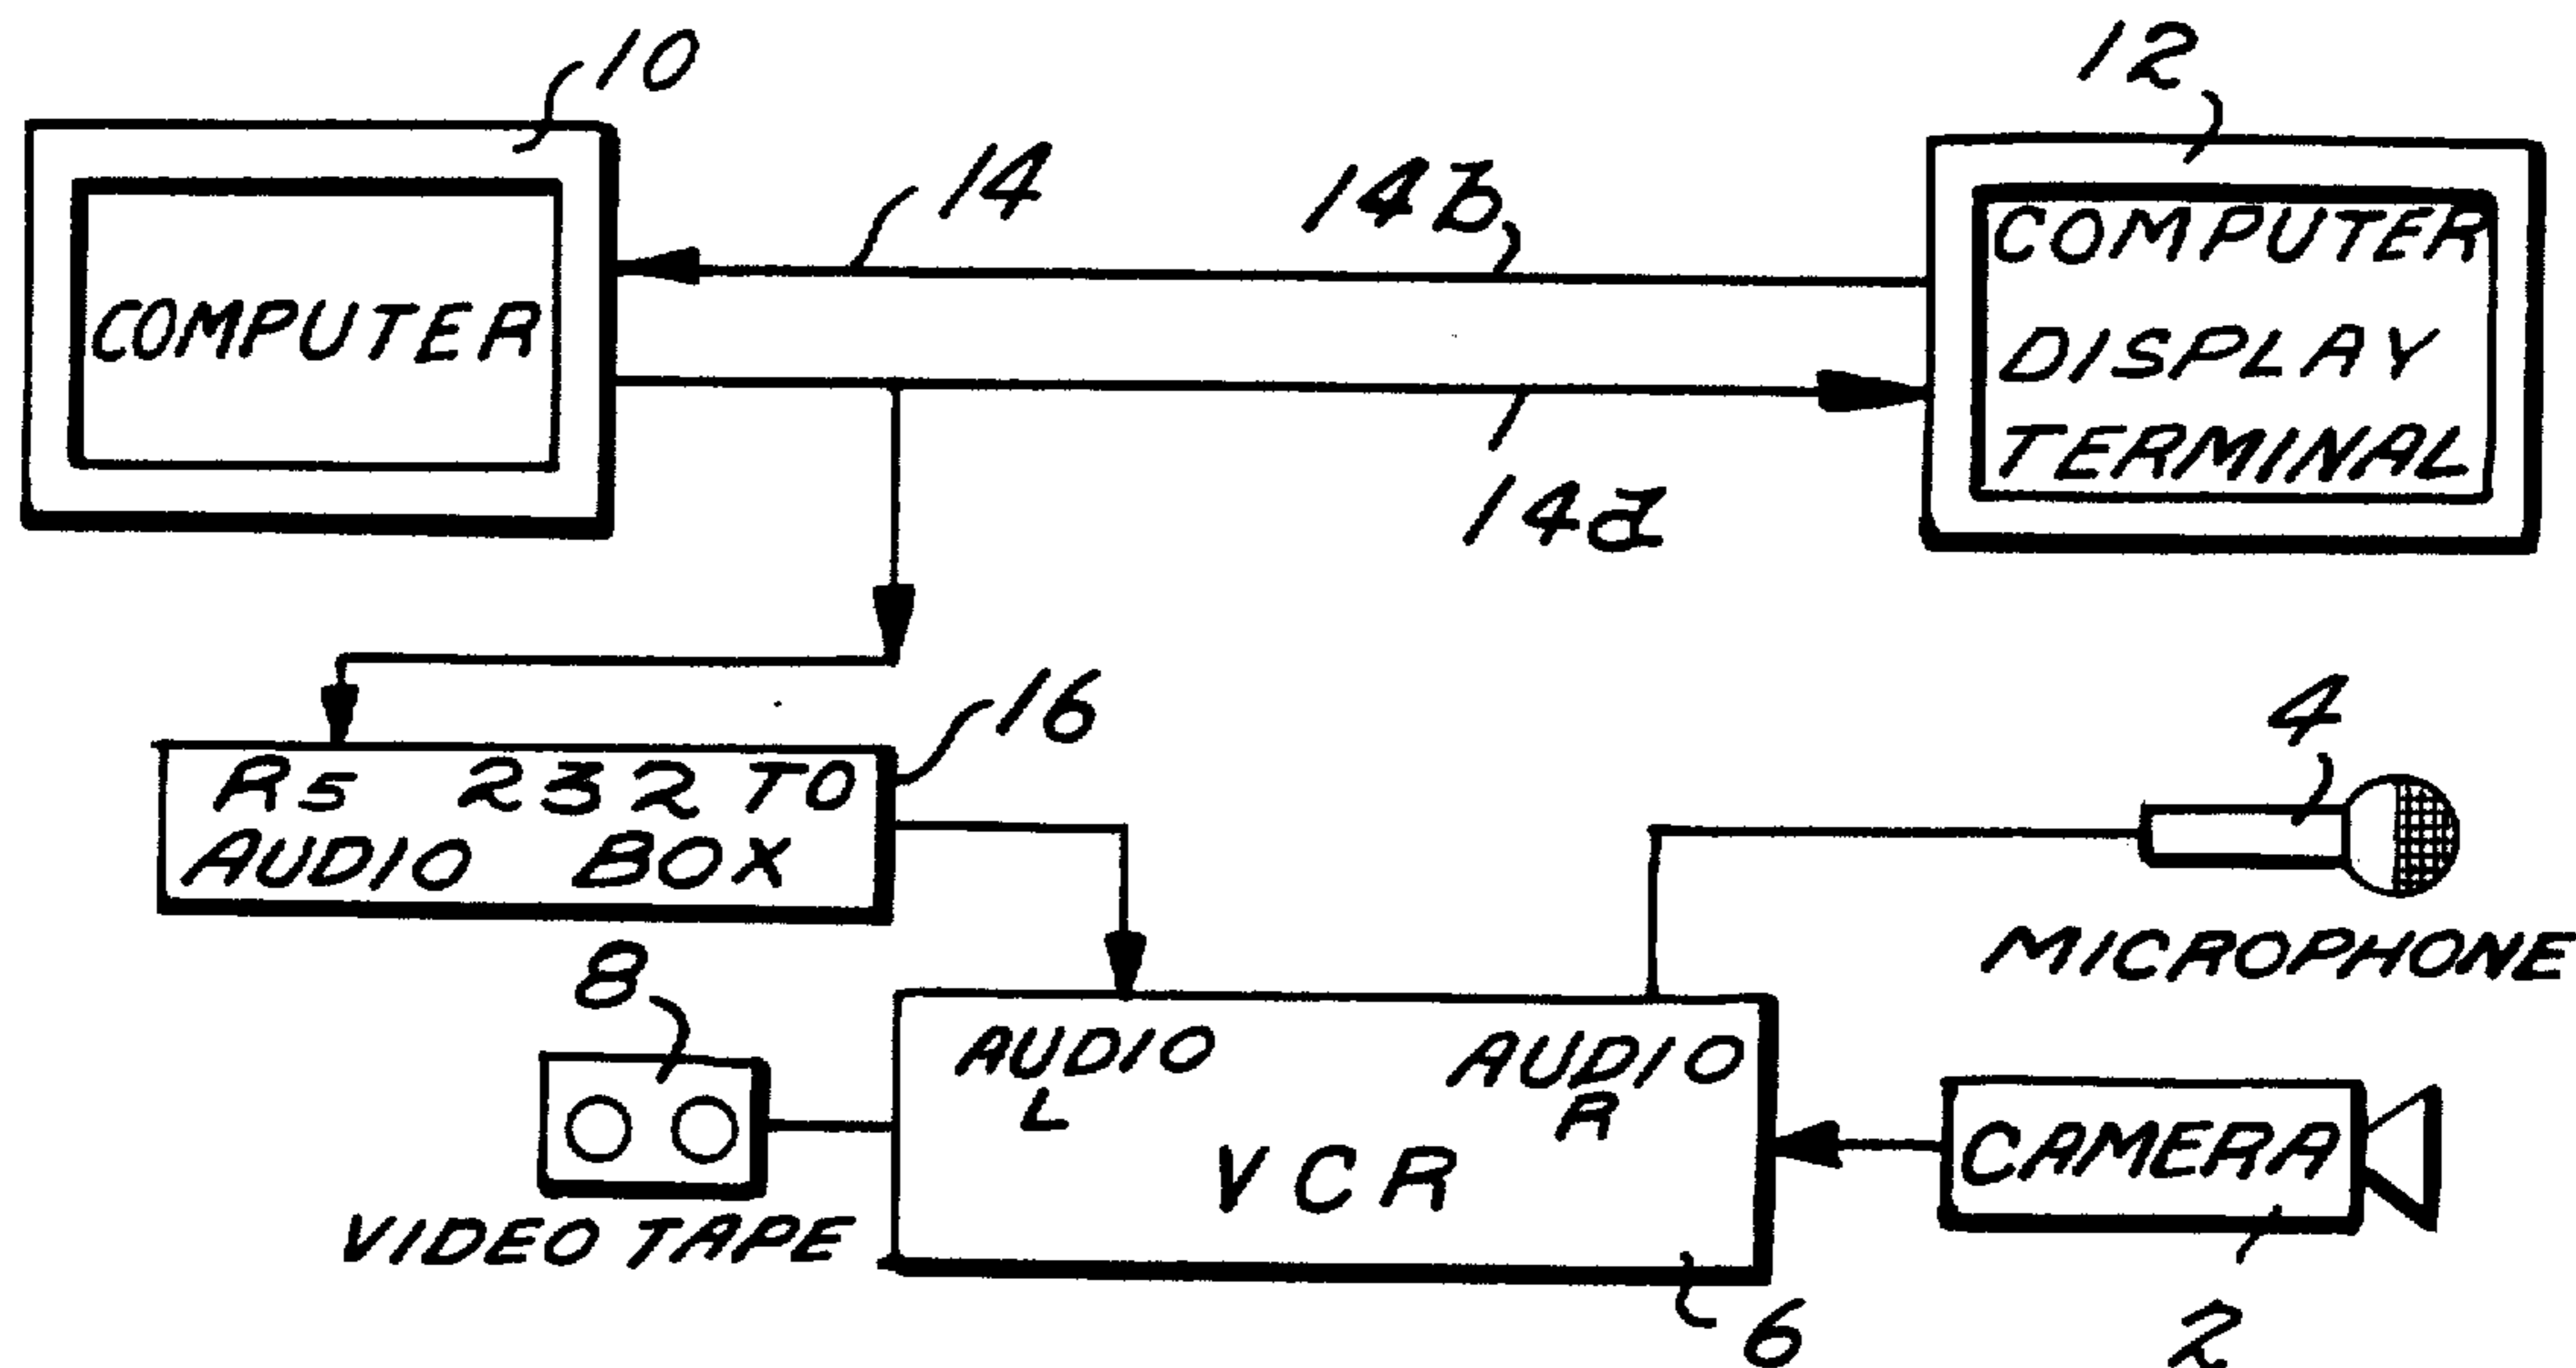 10
12
14
14b
COMPUTER
COMPUTER
DISPLAY
TERMINAL
14a
16
4
RS 232 TO
AUDIO BOX
MICROPHONE
8
AUDIO
L
AUDIO
R
VCR
CAMERA
VIDEO TAPE
6
2